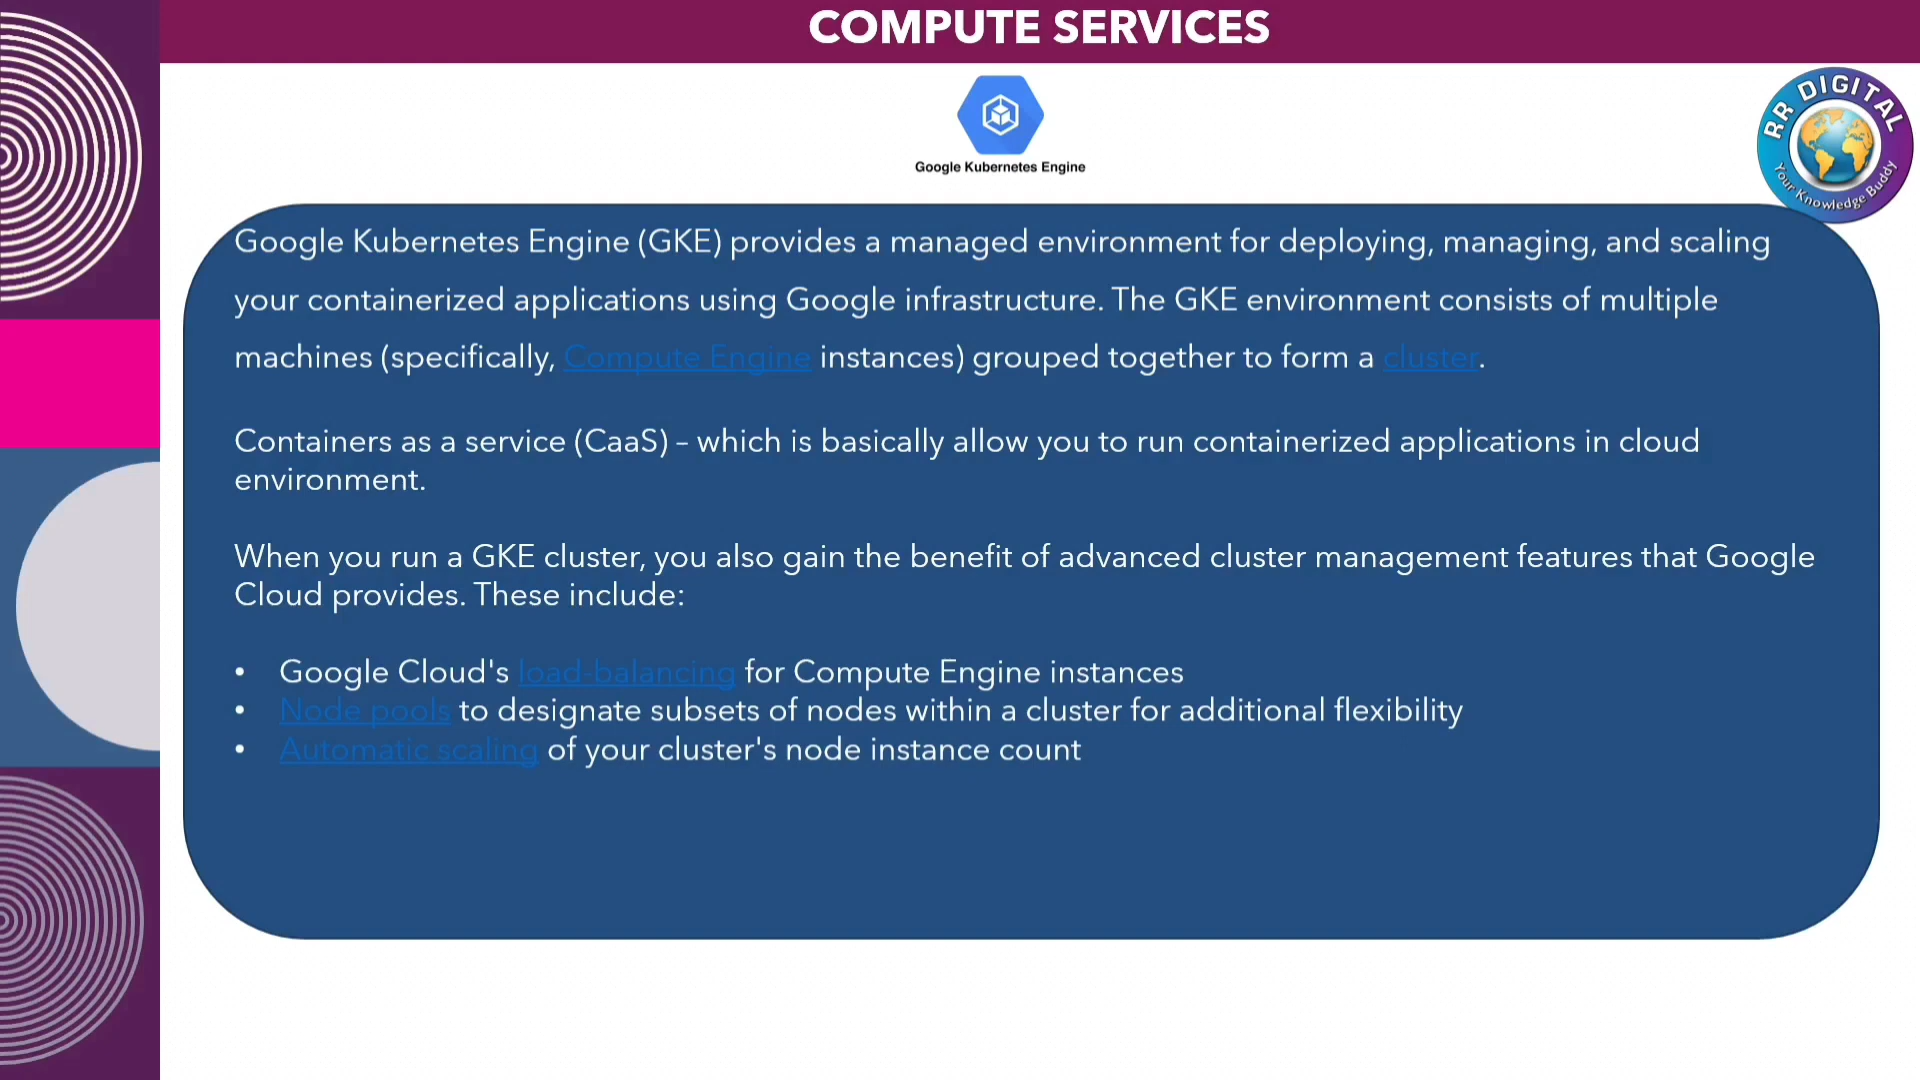 COMPUTE SERVICES
Google Kubernetes Engine
RR DIGITAL
Your Knowledge Buddy
Google Kubernetes Engine (GKE) provides a managed environment for deploying, managing, and scaling
your containerized applications using Google infrastructure. The GKE environment consists of multiple
machines (specifically, Compute Engine instances) grouped together to form a cluster.
Containers as a service (CaaS) – which is basically allow you to run containerized applications in cloud
environment.
When you run a GKE cluster, you also gain the benefit of advanced cluster management features that Google
Cloud provides. These include:
• Google Cloud's load-balancing for Compute Engine instances
• Node pools to designate subsets of nodes within a cluster for additional flexibility
• Automatic scaling of your cluster's node instance count